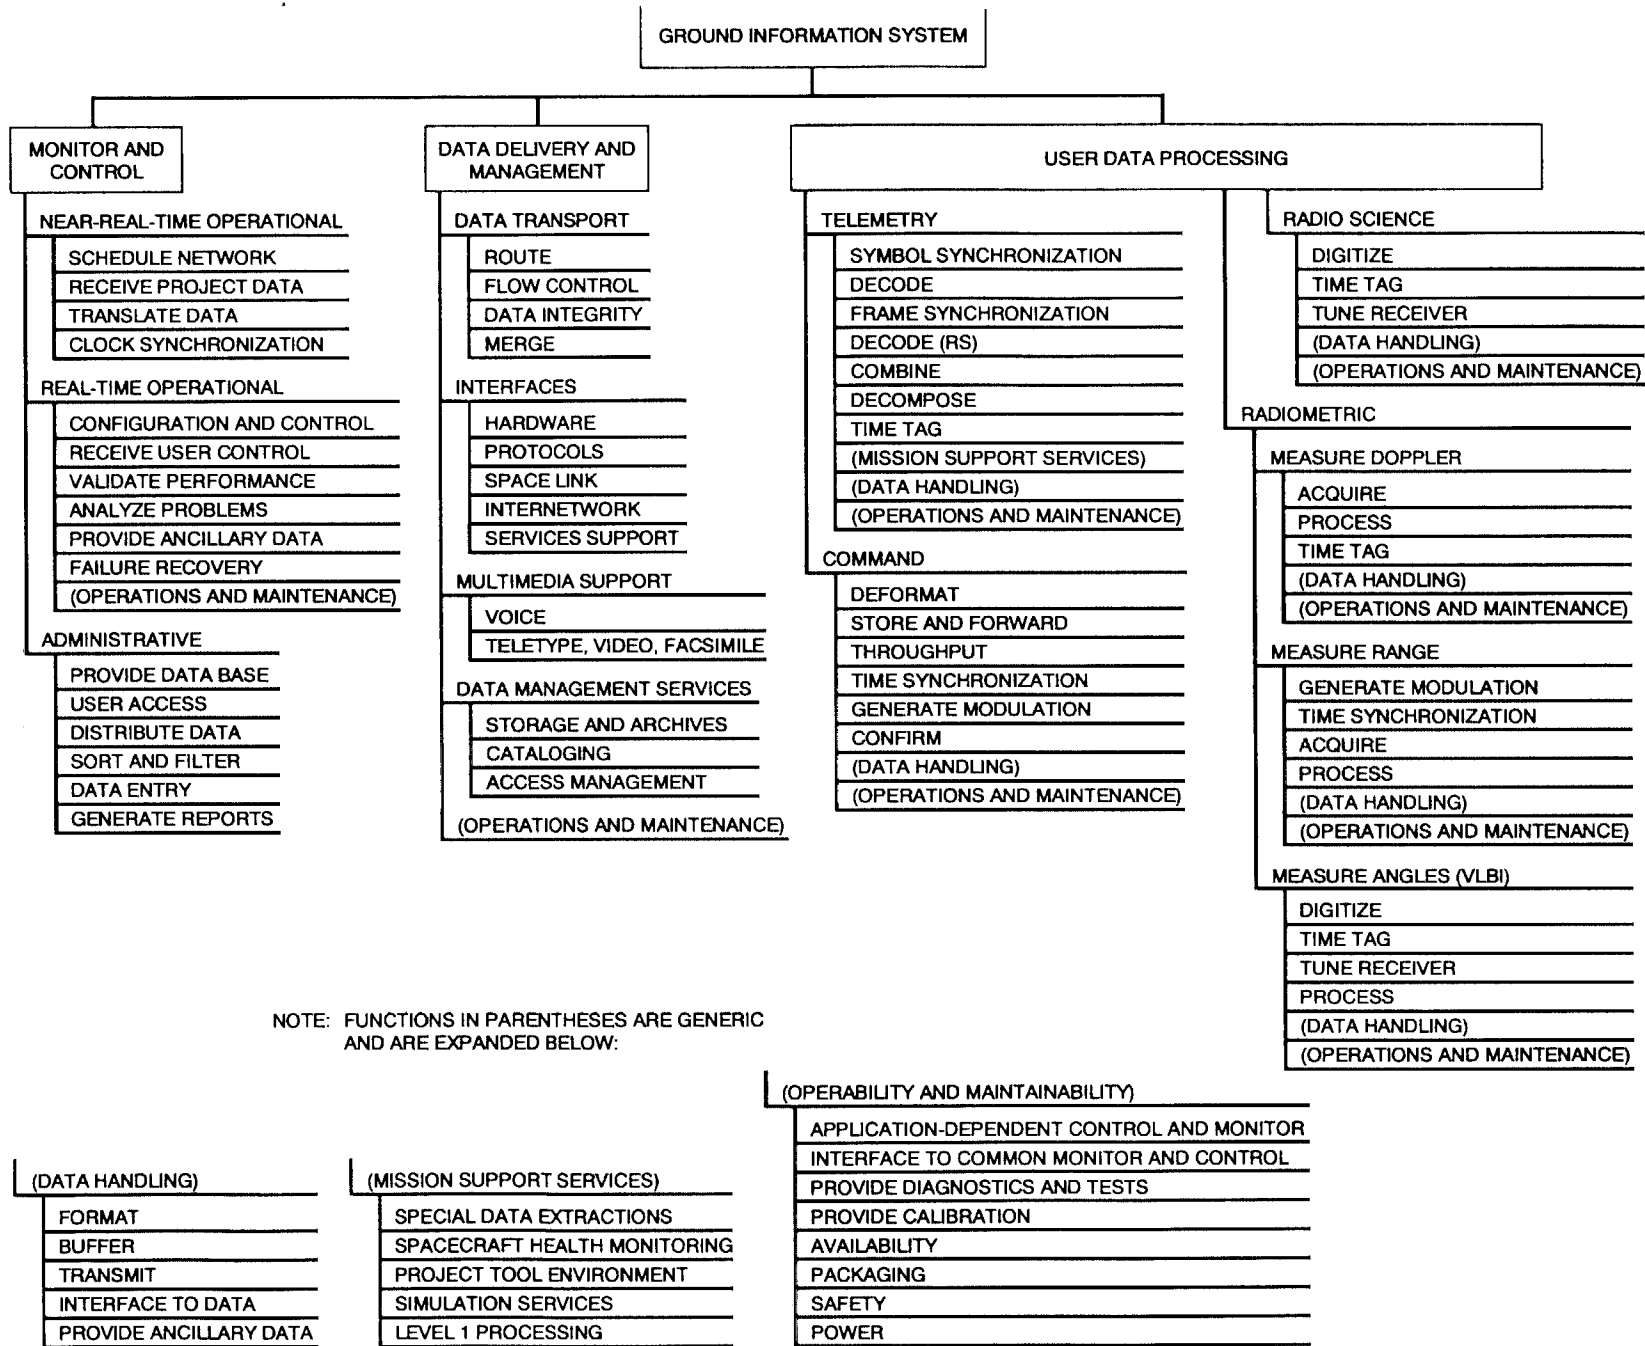 GROUND INFORMATION SYSTEM
MONITOR AND
CONTROL
NEAR-REAL-TIME OPERATIONAL
SCHEDULE NETWORK
RECEIVE PROJECT DATA
TRANSLATE DATA
CLOCK SYNCHRONIZATION
REAL-TIME OPERATIONAL
CONFIGURATION AND CONTROL
RECEIVE USER CONTROL
VALIDATE PERFORMANCE
ANALYZE PROBLEMS
PROVIDE ANCILLARY DATA
FAILURE RECOVERY
(OPERATIONS AND MAINTENANCE)
ADMINISTRATIVE
PROVIDE DATA BASE
USER ACCESS
DISTRIBUTE DATA
SORT AND FILTER
DATA ENTRY
GENERATE REPORTS
DATA DELIVERY AND
MANAGEMENT
DATA TRANSPORT
ROUTE
FLOW CONTROL
DATA INTEGRITY
MERGE
INTERFACES
HARDWARE
PROTOCOLS
SPACE LINK
INTERNETWORK
SERVICES SUPPORT
MULTIMEDIA SUPPORT
VOICE
TELETYPE, VIDEO, FACSIMILE
DATA MANAGEMENT SERVICES
STORAGE AND ARCHIVES
CATALOGING
ACCESS MANAGEMENT
(OPERATIONS AND MAINTENANCE)
USER DATA PROCESSING
TELEMETRY
SYMBOL SYNCHRONIZATION
DECODE
FRAME SYNCHRONIZATION
DECODE (RS)
COMBINE
DECOMPOSE
TIME TAG
(MISSION SUPPORT SERVICES)
(DATA HANDLING)
(OPERATIONS AND MAINTENANCE)
COMMAND
DEFORMAT
STORE AND FORWARD
THROUGHPUT
TIME SYNCHRONIZATION
GENERATE MODULATION
CONFIRM
(DATA HANDLING)
(OPERATIONS AND MAINTENANCE)
RADIO SCIENCE
DIGITIZE
TIME TAG
TUNE RECEIVER
(DATA HANDLING)
(OPERATIONS AND MAINTENANCE)
RADIOMETRIC
MEASURE DOPPLER
ACQUIRE
PROCESS
TIME TAG
(DATA HANDLING)
(OPERATIONS AND MAINTENANCE)
MEASURE RANGE
GENERATE MODULATION
TIME SYNCHRONIZATION
ACQUIRE
PROCESS
(DATA HANDLING)
(OPERATIONS AND MAINTENANCE)
MEASURE ANGLES (VLBI)
DIGITIZE
TIME TAG
TUNE RECEIVER
PROCESS
(DATA HANDLING)
(OPERATIONS AND MAINTENANCE)
NOTE: FUNCTIONS IN PARENTHESES ARE GENERIC
AND ARE EXPANDED BELOW:
(DATA HANDLING)
FORMAT
BUFFER
TRANSMIT
INTERFACE TO DATA
PROVIDE ANCILLARY DATA
(MISSION SUPPORT SERVICES)
SPECIAL DATA EXTRACTIONS
SPACECRAFT HEALTH MONITORING
PROJECT TOOL ENVIRONMENT
SIMULATION SERVICES
LEVEL 1 PROCESSING
(OPERABILITY AND MAINTAINABILITY)
APPLICATION-DEPENDENT CONTROL AND MONITOR
INTERFACE TO COMMON MONITOR AND CONTROL
PROVIDE DIAGNOSTICS AND TESTS
PROVIDE CALIBRATION
AVAILABILITY
PACKAGING
SAFETY
POWER